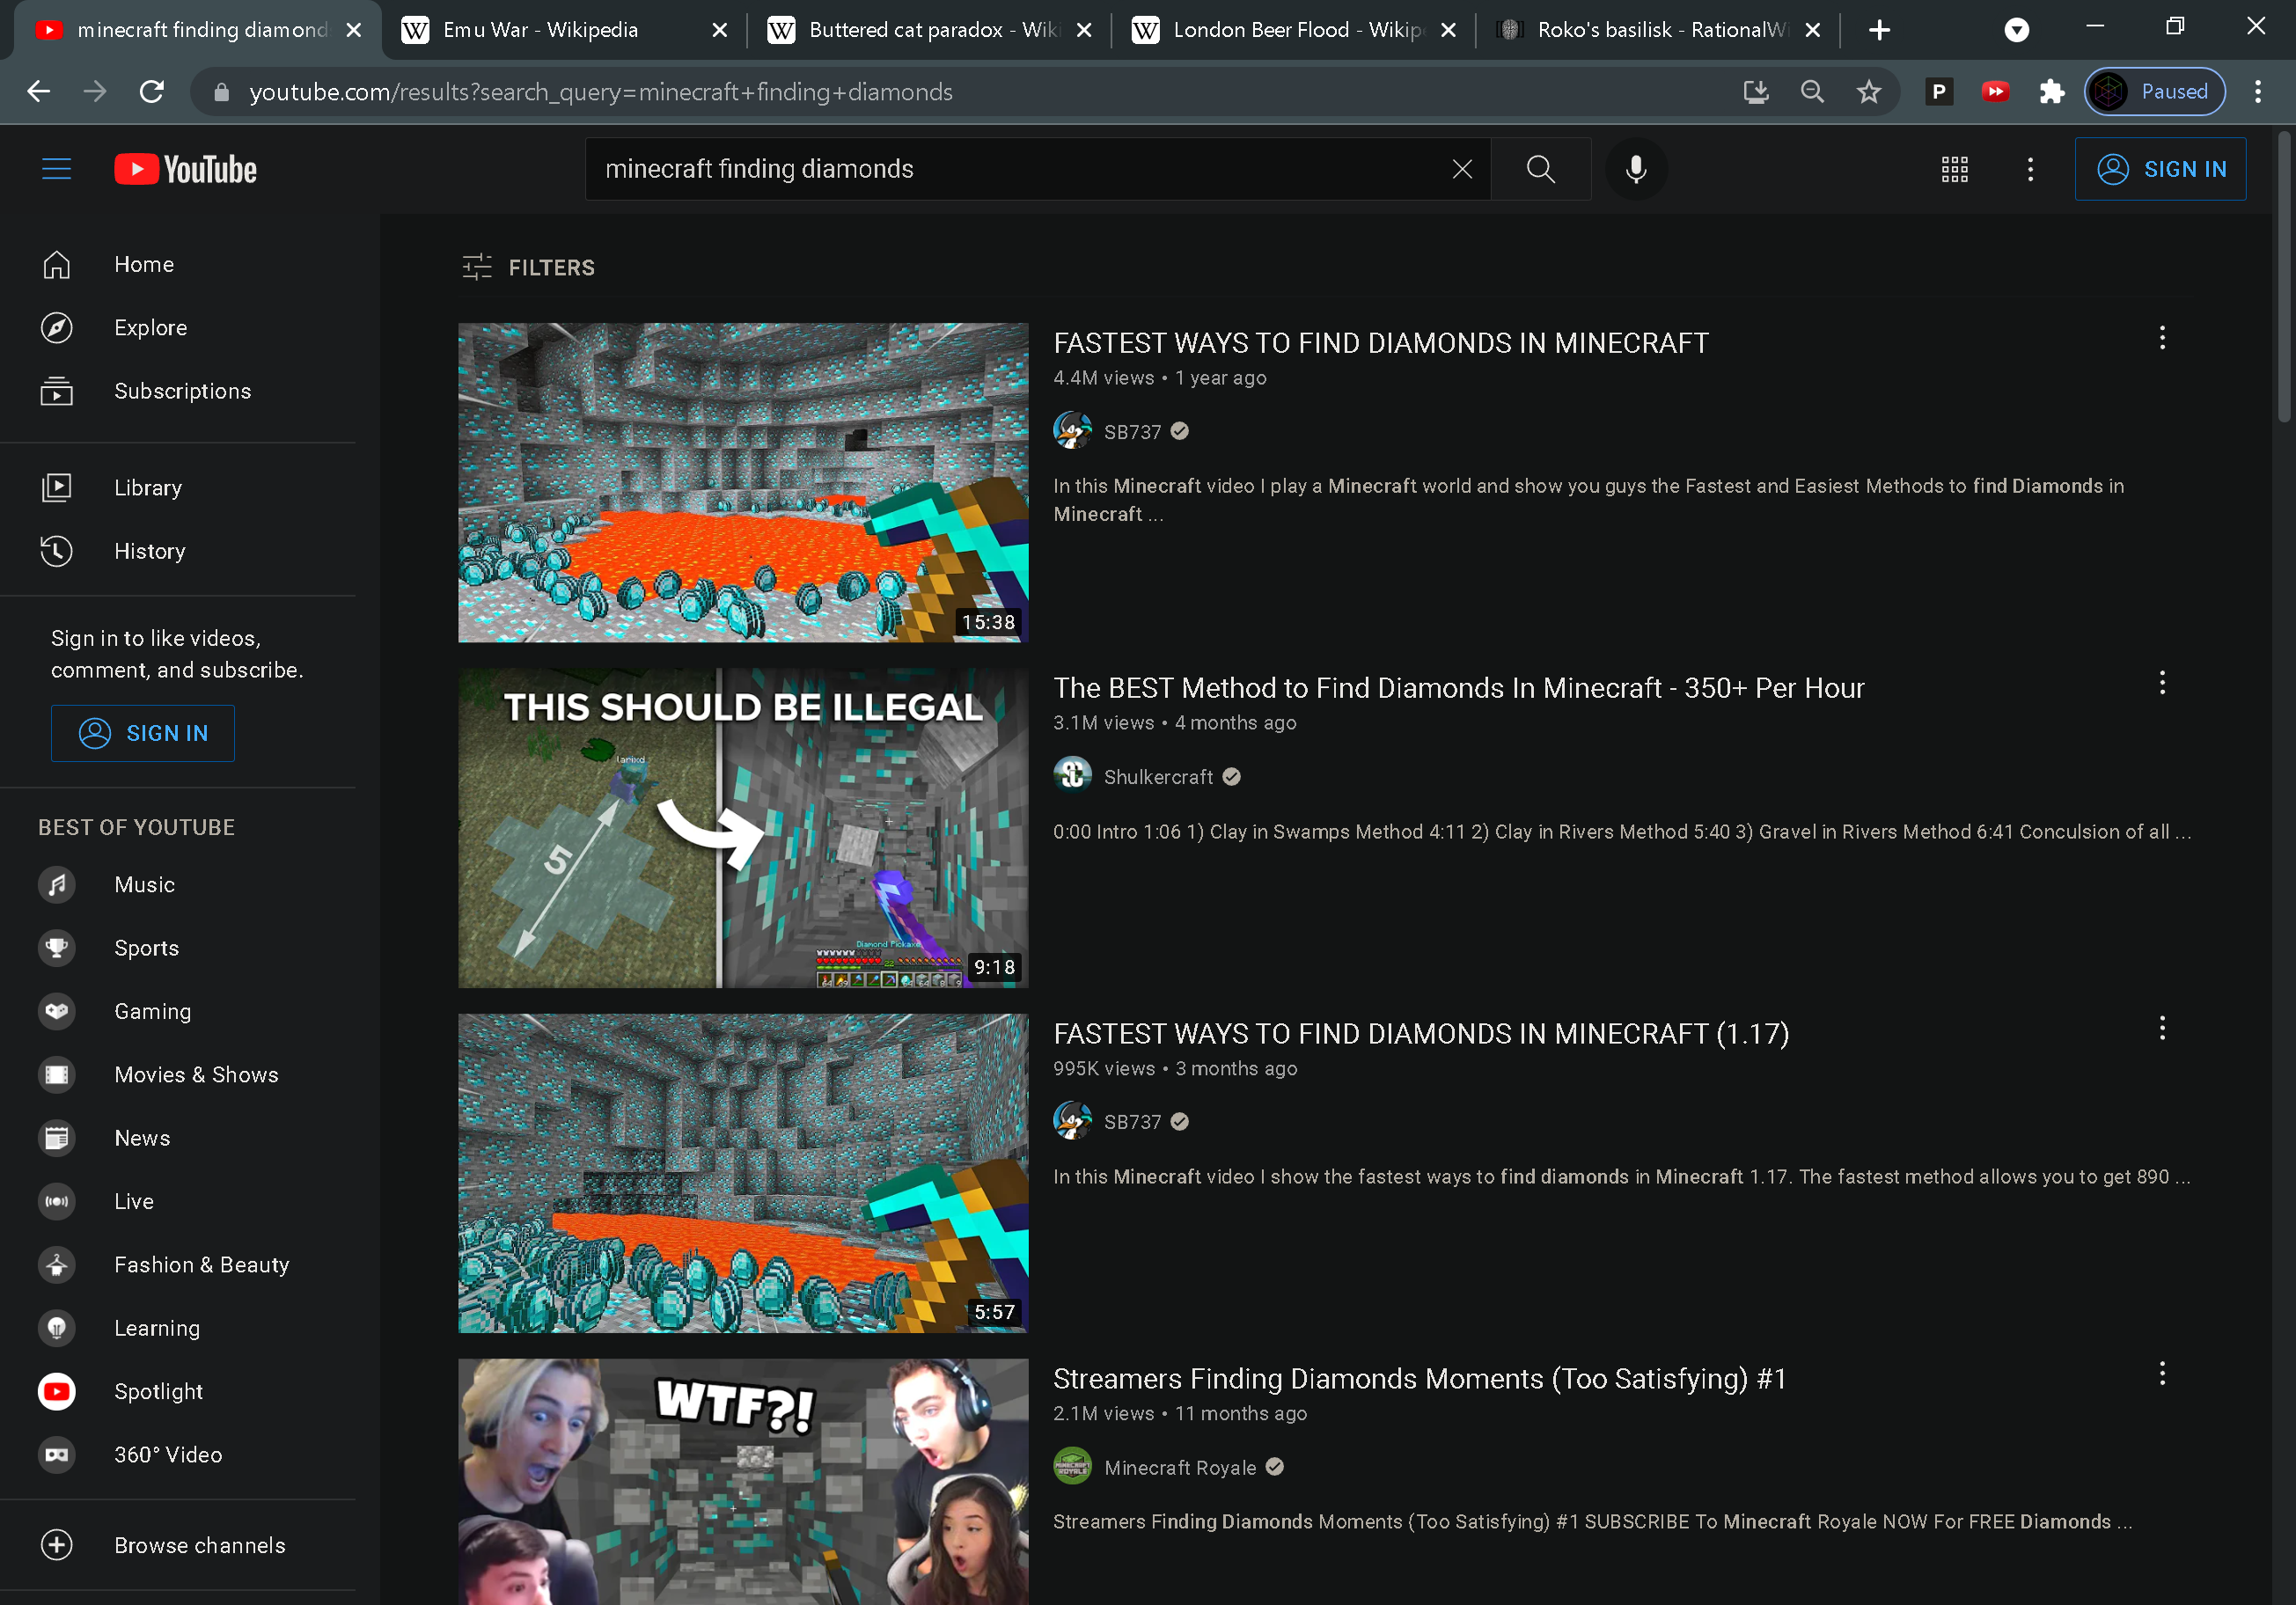 minecraft finding diamond
Emu War - Wikipedia
Buttered cat paradox - Wiki
London Beer Flood - Wikip
Roko's basilisk - RationalW
youtube.com/results?search_query=minecraft+finding+diamonds
P
Paused
YouTube
minecraft finding diamonds
SIGN IN
Home
Explore
Subscriptions
Library
History
Sign in to like videos,
comment, and subscribe.
SIGN IN
BEST OF YOUTUBE
Music
Sports
Gaming
Movies & Shows
News
Live
Fashion & Beauty
Learning
Spotlight
360° Video
Browse channels
FILTERS
15:38
FASTEST WAYS TO FIND DIAMONDS IN MINECRAFT
4.4M views • 1 year ago
SB737
In this Minecraft video I play a Minecraft world and show you guys the Fastest and Easiest Methods to find Diamonds in
Minecraft ...
THIS SHOULD BE ILLEGAL
5
Diamond Pickaxe
22
9:18
The BEST Method to Find Diamonds In Minecraft - 350+ Per Hour
3.1M views • 4 months ago
SC
Shulkercraft
0:00 Intro 1:06 1) Clay in Swamps Method 4:11 2) Clay in Rivers Method 5:40 3) Gravel in Rivers Method 6:41 Conculsion of all ...
5:57
FASTEST WAYS TO FIND DIAMONDS IN MINECRAFT (1.17)
995K views • 3 months ago
SB737
In this Minecraft video I show the fastest ways to find diamonds in Minecraft 1.17. The fastest method allows you to get 890 ...
WTF?!
Streamers Finding Diamonds Moments (Too Satisfying) #1
2.1M views • 11 months ago
MINECRAFT
ROYALE
Minecraft Royale
Streamers Finding Diamonds Moments (Too Satisfying) #1 SUBSCRIBE To Minecraft Royale NOW For FREE Diamonds ...